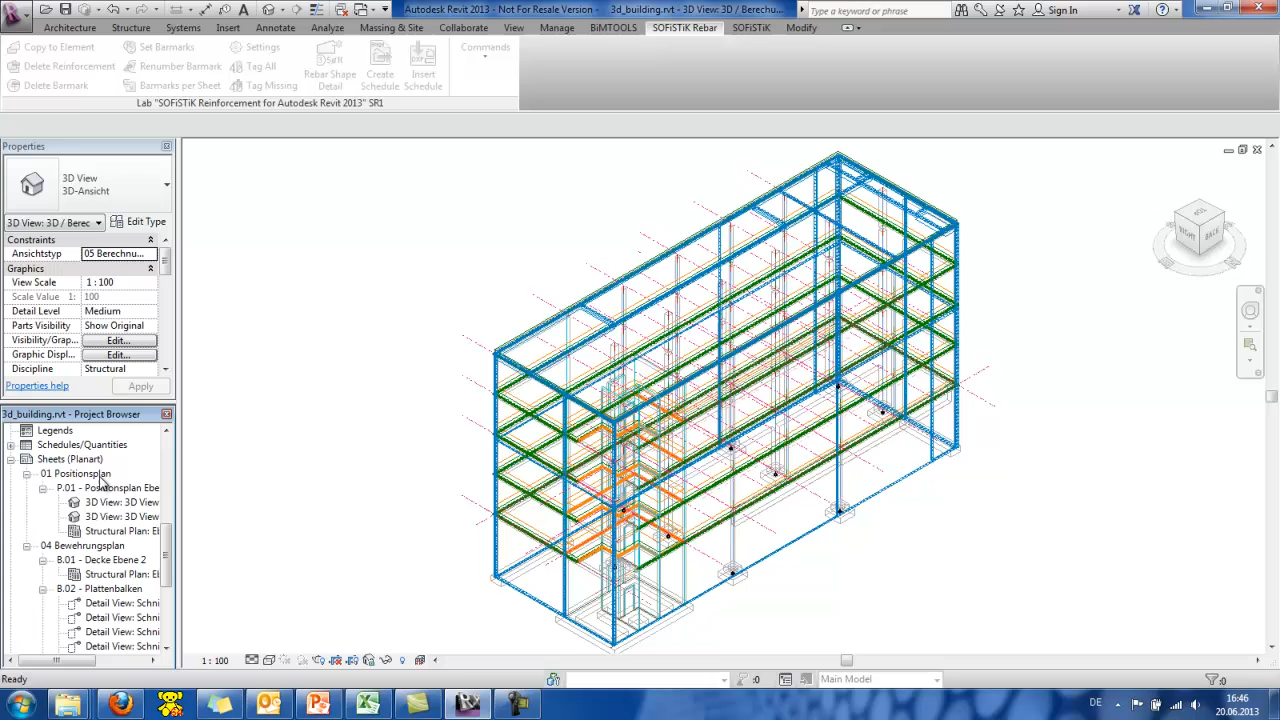 Autodesk Revit 2013 - Not For Resale Version - 3d_building.rvt - 3D View: 3D / Berechu...
Type a keyword or phrase
Sign In
Architecture Structure Systems Insert Annotate Analyze Massing & Site Collaborate View Manage BiMTOOLS SOFiSTiK Rebar SOFiSTiK Modify
Copy to Element Set Barmarks Settings Commands
Delete Reinforcement Renumber Barmark Tag All Rebar Shape Detail Create Schedule Insert Schedule
Delete Barmark Barmarks per Sheet Tag Missing
Lab "SOFiSTiK Reinforcement for Autodesk Revit 2013" SR1
Properties
3D View
3D-Ansicht
3D View: 3D / Berec Edit Type
Constraints
Ansichtstyp 05 Berechnu...
Graphics
View Scale 1 : 100
Scale Value 1: 100
Detail Level Medium
Parts Visibility Show Original
Visibility/Grap... Edit...
Graphic Displ... Edit...
Discipline Structural
Properties help Apply
3d_building.rvt - Project Browser
Legends
Schedules/Quantities
Sheets (Planart)
01 Positionsplan
P.01 - Positionsplan Ebe
3D View: 3D View
3D View: 3D View
Structural Plan: Eb
04 Bewehrungsplan
B.01 - Decke Ebene 2
Structural Plan: Eb
B.02 - Plattenbalken
Detail View: Schni
Detail View: Schni
Detail View: Schni
Detail View: Schni
RIGHT BACK
1 : 100
Ready :0 Main Model :0
DE 16:46
20.06.2013